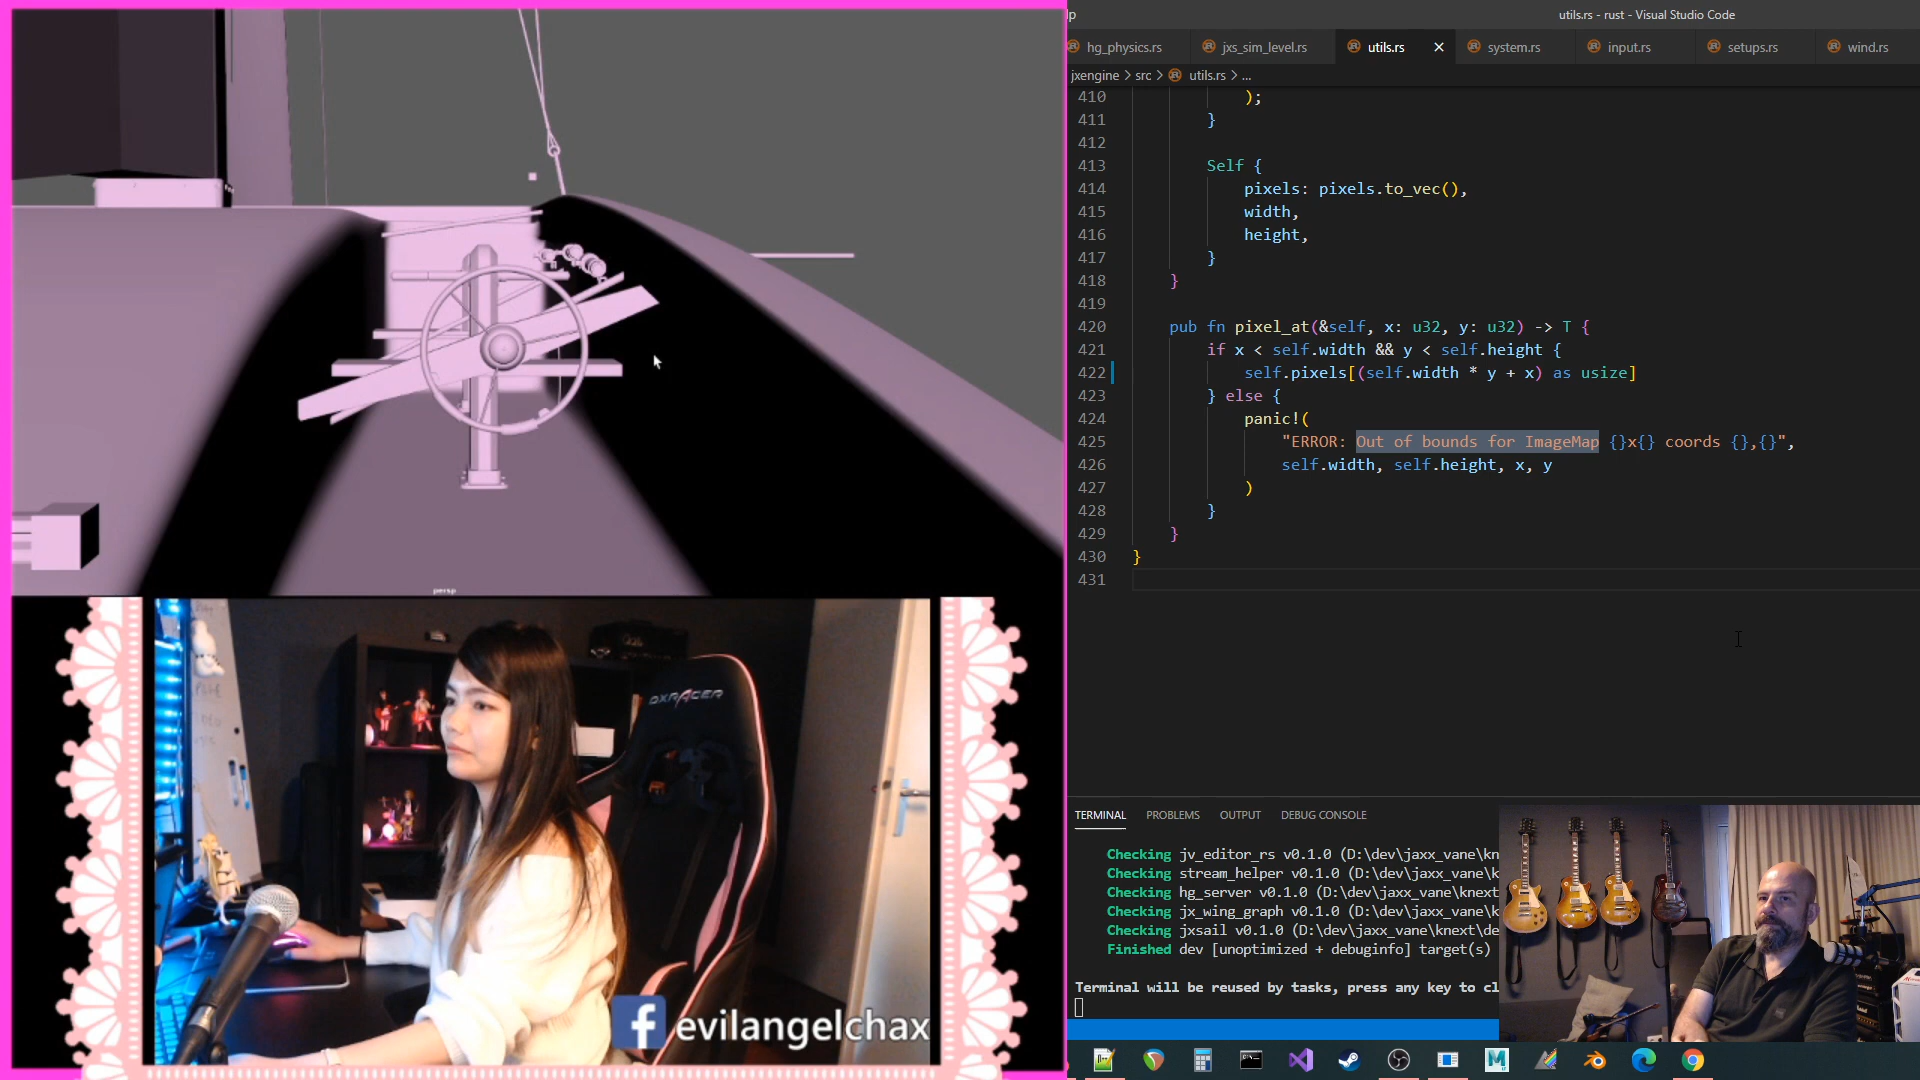 lp
utils.rs - rust - Visual Studio Code
hg_physics.rs
jxs_sim_level.rs
utils.rs
system.rs
input.rs
setups.rs
wind.rs
jxengine > src > utils.rs > ...
410 );
411 }
412
413 Self {
414 pixels: pixels.to_vec(),
415 width,
416 height,
417 }
418 }
419
420 pub fn pixel_at(&self, x: u32, y: u32) -> T {
421 if x < self.width && y < self.height {
422 self.pixels[(self.width * y + x) as usize]
423 } else {
424 panic!(
425 "ERROR: Out of bounds for ImageMap {}x{} coords {},{}",
426 self.width, self.height, x, y
427 )
428 }
429 }
430 }
431
persp
DXRACER
f evilangelchax
TERMINAL
PROBLEMS
OUTPUT
DEBUG CONSOLE
Checking jv_editor_rs v0.1.0 (D:\dev\jaxx_vane\kn
Checking stream_helper v0.1.0 (D:\dev\jaxx_vane\k
Checking hg_server v0.1.0 (D:\dev\jaxx_vane\knext
Checking jx_wing_graph v0.1.0 (D:\dev\jaxx_vane\k
Checking jxsail v0.1.0 (D:\dev\jaxx_vane\knext\de
Finished dev [unoptimized + debuginfo] target(s)
Terminal will be reused by tasks, press any key to cl
M